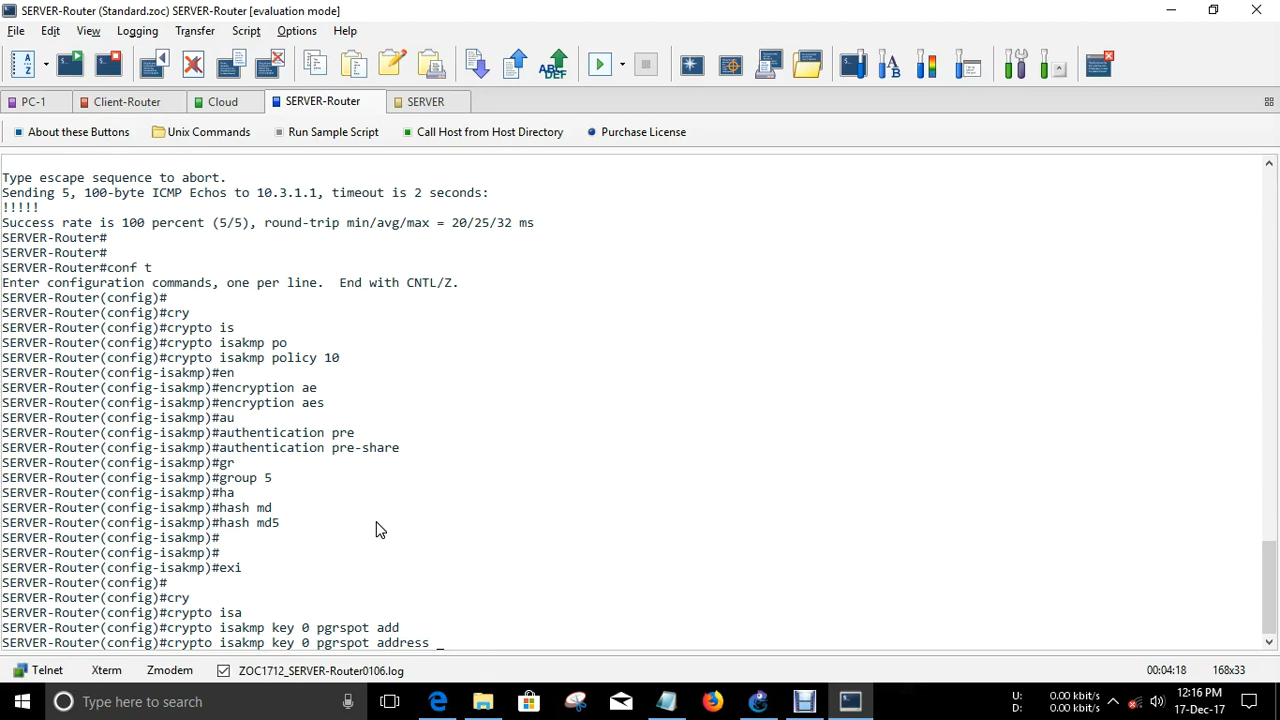 SERVER-Router (Standard.zoc) SERVER-Router [evaluation mode]
File Edit View Logging Transfer Script Options Help
PC-1 Client-Router Cloud SERVER-Router SERVER
About these Buttons Unix Commands Run Sample Script Call Host from Host Directory Purchase License
Type escape sequence to abort.
Sending 5, 100-byte ICMP Echos to 10.3.1.1, timeout is 2 seconds:
!!!!!
Success rate is 100 percent (5/5), round-trip min/avg/max = 20/25/32 ms
SERVER-Router#
SERVER-Router#
SERVER-Router#conf t
Enter configuration commands, one per line.  End with CNTL/Z.
SERVER-Router(config)#
SERVER-Router(config)#cry
SERVER-Router(config)#crypto is
SERVER-Router(config)#crypto isakmp po
SERVER-Router(config)#crypto isakmp policy 10
SERVER-Router(config-isakmp)#en
SERVER-Router(config-isakmp)#encryption ae
SERVER-Router(config-isakmp)#encryption aes
SERVER-Router(config-isakmp)#au
SERVER-Router(config-isakmp)#authentication pre
SERVER-Router(config-isakmp)#authentication pre-share
SERVER-Router(config-isakmp)#gr
SERVER-Router(config-isakmp)#group 5
SERVER-Router(config-isakmp)#ha
SERVER-Router(config-isakmp)#hash md
SERVER-Router(config-isakmp)#hash md5
SERVER-Router(config-isakmp)#
SERVER-Router(config-isakmp)#
SERVER-Router(config-isakmp)#exi
SERVER-Router(config)#
SERVER-Router(config)#cry
SERVER-Router(config)#crypto isa
SERVER-Router(config)#crypto isakmp key 0 pgrspot add
SERVER-Router(config)#crypto isakmp key 0 pgrspot address _
Telnet Xterm Zmodem ZOC1712_SERVER-Router0106.log 00:04:18 168x33
Type here to search U: 0.00 kbit/s 12:16 PM
D: 0.00 kbit/s 17-Dec-17